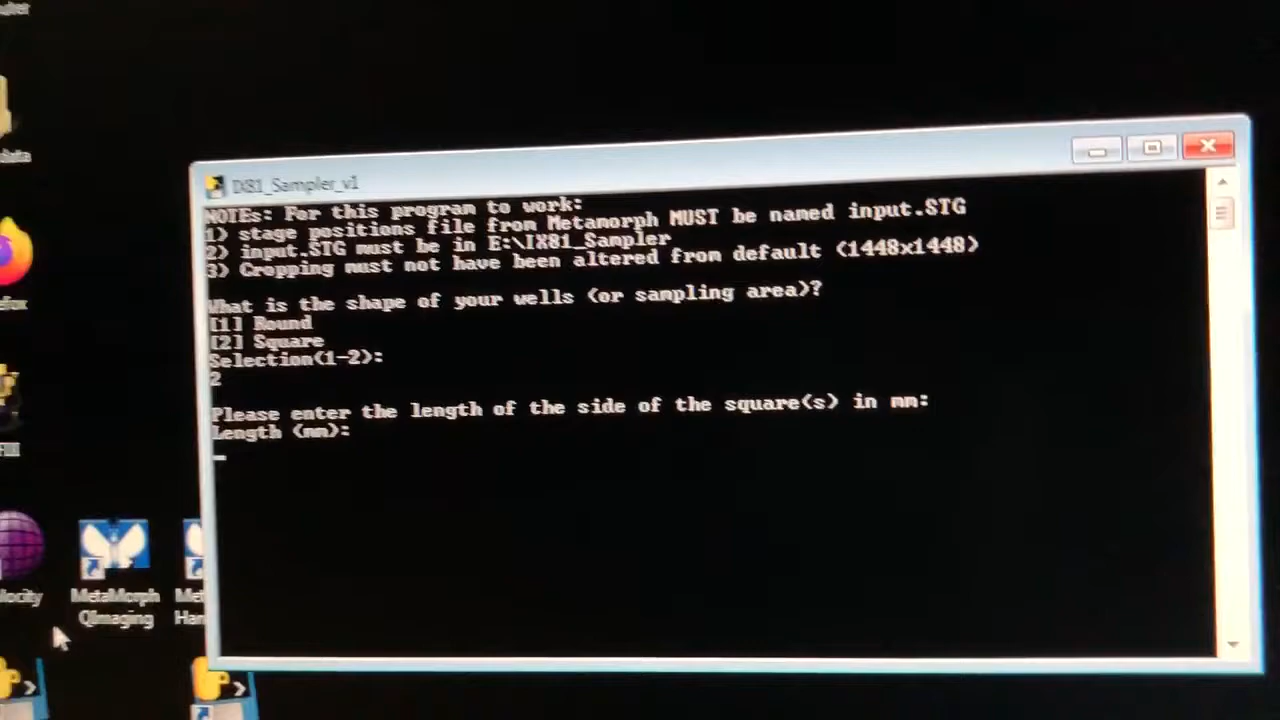 IX81_Sampler_v1
NOTEs: For this program to work:
1) stage positions file from Metamorph MUST be named input.STG
2) input.STG must be in E:\IX81_Sampler
3) Cropping must not have been altered from default (1448x1448)
What is the shape of your wells (or sampling area)?
[1] Round
[2] Square
Selection(1-2):
2
Please enter the length of the side of the square(s) in mm:
Length (mm):
data
MetaMorph
QImaging